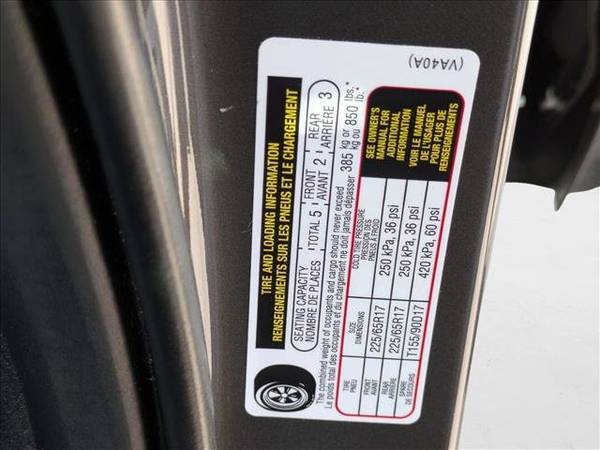 (VA40A)
TIRE AND LOADING INFORMATION
RENSEIGNEMENTS SUR LES PNEUS ET LE CHARGEMENT
SEATING CAPACITY
NOMBRE DE PLACES
TOTAL 5
FRONT
AVANT 2
REAR
ARRIÈRE 3
The combined weight of occupants and cargo should never exceed 385 kg or 850 lbs.*
Le poids total des occupants et du chargement ne doit jamais dépasser kg ou lb.*
TIRE
PNEU
SIZE
DIMENSIONS
COLD TIRE PRESSURE
PRESSION DES
PNEUS À FROID
SEE OWNER'S
MANUAL FOR
ADDITIONAL
INFORMATION
VOIR LE MANUEL
DE L'USAGER
POUR PLUS DE
RENSEIGNEMENTS
FRONT
AVANT
225/65R17
250 kPa, 36 psi
REAR
ARRIÈRE
225/65R17
250 kPa, 36 psi
SPARE
DE SECOURS
T155/90D17
420 kPa, 60 psi